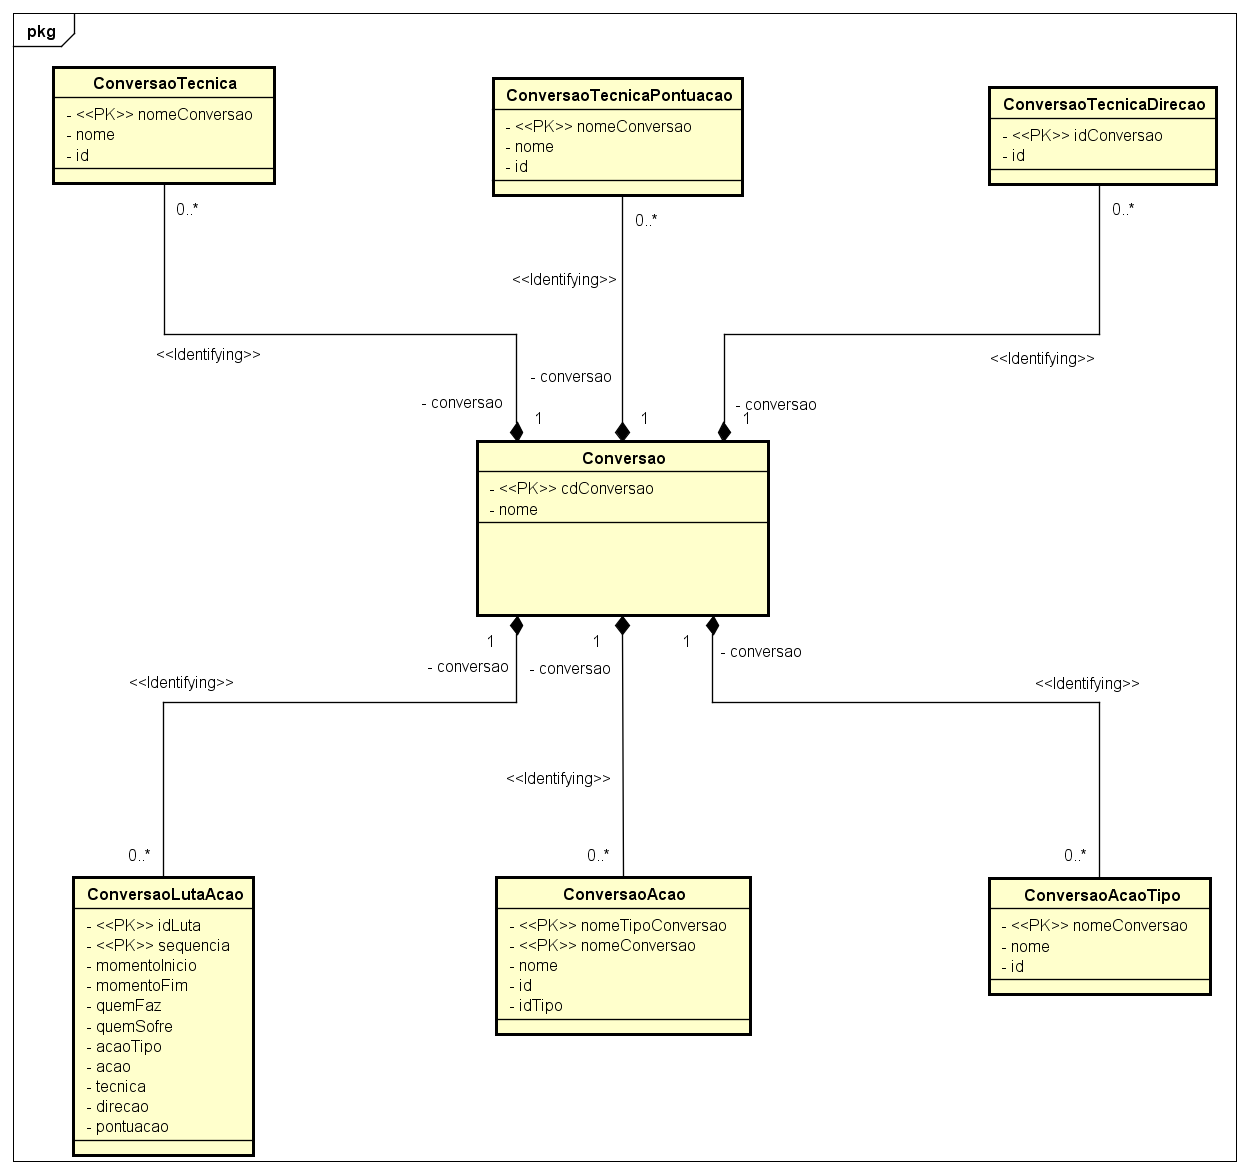 pkg
ConversaoTecnica
- <<PK>> nomeConversao
- nome
- id
0..*
ConversaoTecnicaPontuacao
- <<PK>> nomeConversao
- nome
- id
0..*
ConversaoTecnicaDirecao
- <<PK>> idConversao
- id
0..*
<<Identifying>>
<<Identifying>>
<<Identifying>>
- conversao
1
- conversao
1
- conversao
1
Conversao
- <<PK>> cdConversao
- nome
1
- conversao
1
- conversao
1
- conversao
<<Identifying>>
<<Identifying>>
<<Identifying>>
0..*
0..*
0..*
ConversaoLutaAcao
- <<PK>> idLuta
- <<PK>> sequencia
- momentoInicio
- momentoFim
- quemFaz
- quemSofre
- acaoTipo
- acao
- tecnica
- direcao
- pontuacao
ConversaoAcao
- <<PK>> nomeTipoConversao
- <<PK>> nomeConversao
- nome
- id
- idTipo
ConversaoAcaoTipo
- <<PK>> nomeConversao
- nome
- id